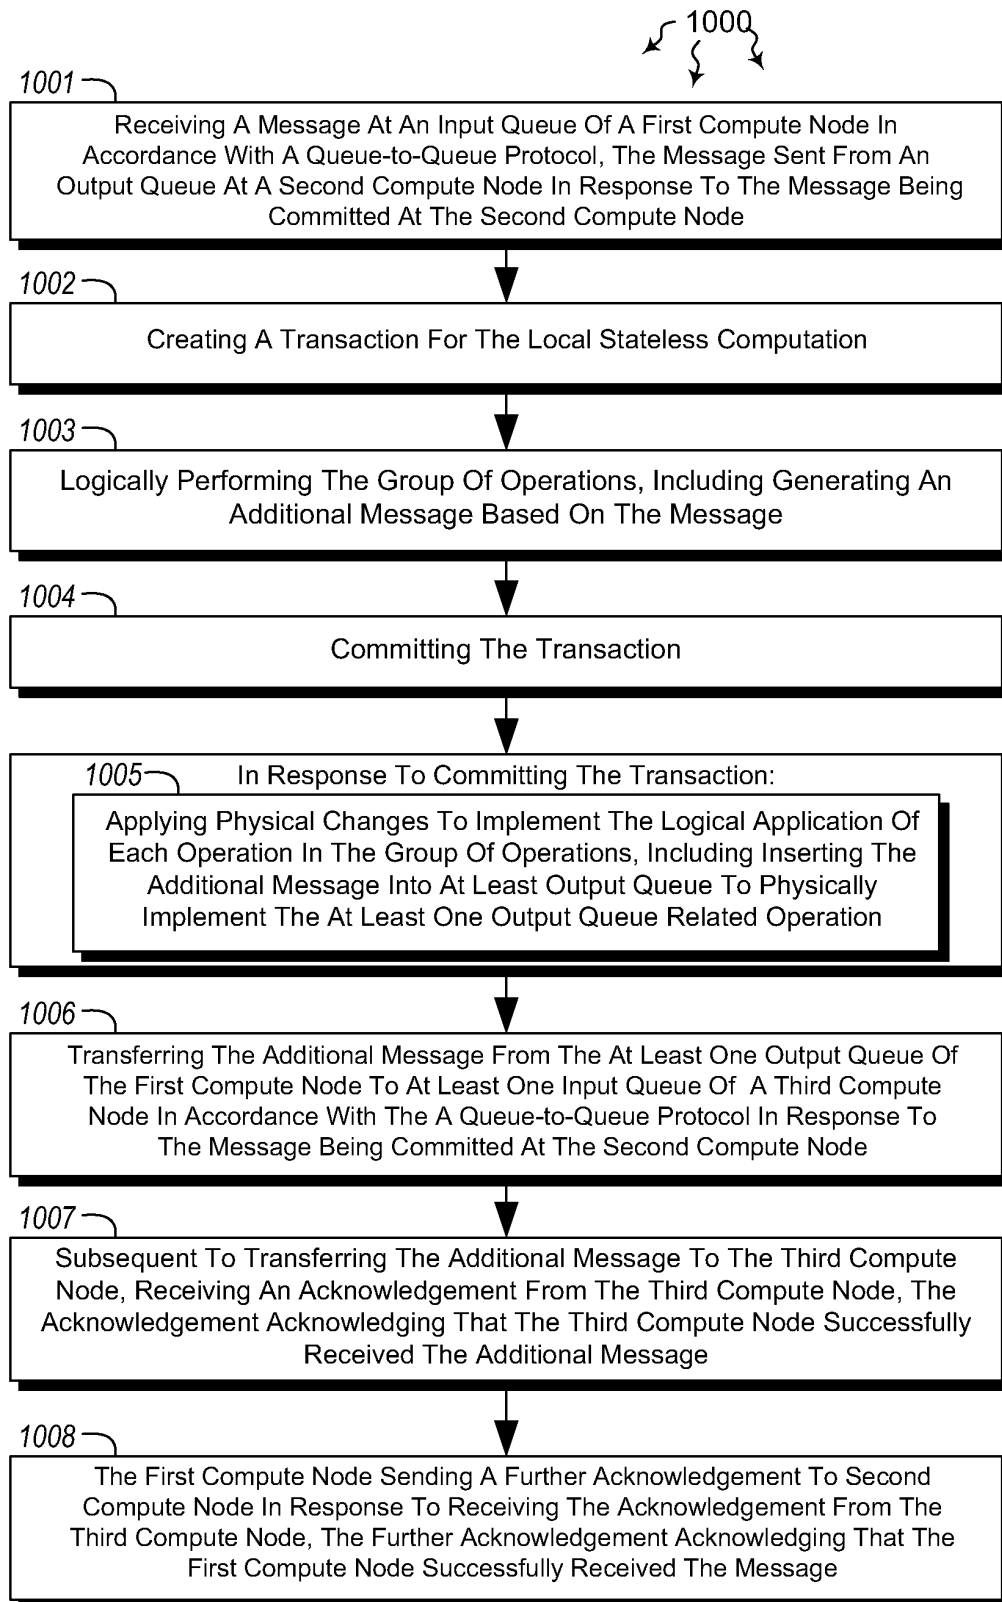 1000
1001
Receiving A Message At An Input Queue Of A First Compute Node In
Accordance With A Queue-to-Queue Protocol, The Message Sent From An
Output Queue At A Second Compute Node In Response To The Message Being
Committed At The Second Compute Node
1002
Creating A Transaction For The Local Stateless Computation
1003
Logically Performing The Group Of Operations, Including Generating An
Additional Message Based On The Message
1004
Committing The Transaction
1005
In Response To Committing The Transaction:
Applying Physical Changes To Implement The Logical Application Of
Each Operation In The Group Of Operations, Including Inserting The
Additional Message Into At Least Output Queue To Physically
Implement The At Least One Output Queue Related Operation
1006
Transferring The Additional Message From The At Least One Output Queue Of
The First Compute Node To At Least One Input Queue Of A Third Compute
Node In Accordance With The A Queue-to-Queue Protocol In Response To
The Message Being Committed At The Second Compute Node
1007
Subsequent To Transferring The Additional Message To The Third Compute
Node, Receiving An Acknowledgement From The Third Compute Node, The
Acknowledgement Acknowledging That The Third Compute Node Successfully
Received The Additional Message
1008
The First Compute Node Sending A Further Acknowledgement To Second
Compute Node In Response To Receiving The Acknowledgement From The
Third Compute Node, The Further Acknowledgement Acknowledging That The
First Compute Node Successfully Received The Message